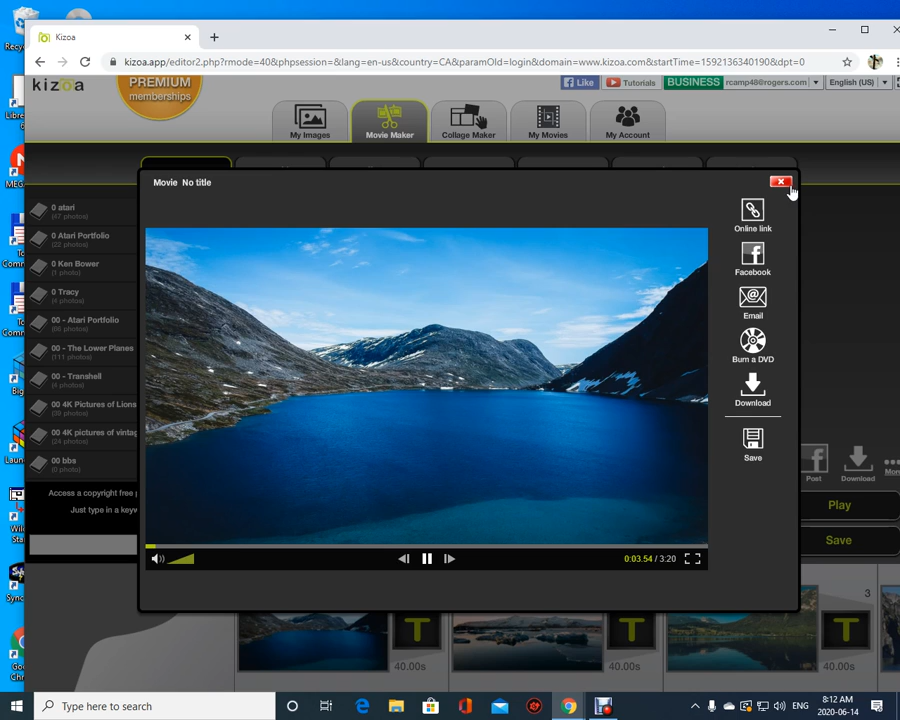 Recy
Kizoa
kizoa.com/editor2.php?rmode=40&phpsession=&lang=en-us&country=CA&paramOld=login&domain=www.kizoa.com&startTime=1592136340190&dpt=0
kizoa
PREMIUM
memberships
Like
Tutorials
BUSINESS
rcamp48@rogers.com
English (US)
My Images
Movie Maker
Collage Maker
My Movies
My Account
Movie No title
Online link
Facebook
Email
Burn a DVD
Download
Save
0 atari
(47 photos)
0 Atari Portfolio
(22 photos)
0 Ken Bower
(1 photo)
0 Tracy
(4 photos)
00 - Atari Portfolio
00 - The Lower Planes
(111 photos)
00 - Transhell
(4 photos)
00 4K Pictures of Lions
(39 photos)
00 4K pictures of vintag
(24 photos)
00 bbs
(0 photo)
Access a copyright free
Just type in a keyw
0:03.54 / 3:20
Post
Download
More
Play
Save
T
40.00s
T
40.00s
3
T
40.00s
Type here to search
ENG
8:12 AM
2020-06-14